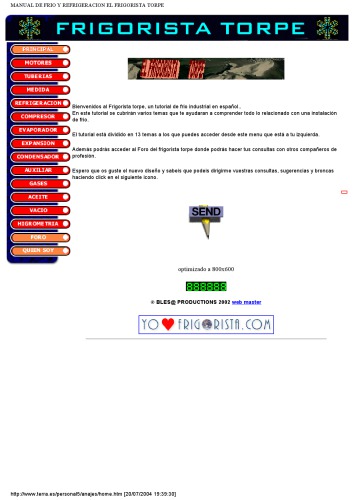 MANUAL DE FRIO Y REFRIGERACION EL FRIGORISTA TORPE
FRIGORISTA TORPE
PRINCIPAL
MOTORES
TUBERIAS
MEDIDA
REFRIGERACION
COMPRESOR
EVAPORADOR
EXPANSION
CONDENSADOR
AUXILIAR
GASES
ACEITE
VACIO
HIGROMETRIA
FORO
QUIEN SOY
Bienvenidos al Frigorista torpe, un tutorial de frio industrial en español..
En este tutorial se cubrirán varios temas que te ayudaran a comprender todo lo relacionado con una instalación
de frio.
El tutorial está dividido en 13 temas a los que puedes acceder desde este menu que está a tu izquierda.
Además podrás acceder al Foro del frigorista torpe donde podrás hacer tus consultas con otros compañeros de
profesion.
Espero que os guste el nuevo diseño y sabeis que podeis dirigirme vuestras consultas, sugerencias y broncas
haciendo click en el siguiente icono.
SEND
optimizado a 800x600
888888
© BLES@ PRODUCTIONS 2002 web master
YO FRIGORISTA.COM
http://www.terra.es/personal5/anajes/home.htm [20/07/2004 19:39:30]